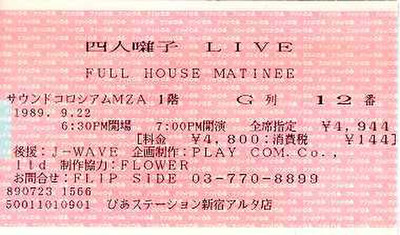 四人囃子 LIVE
FULL HOUSE MATINEE
サウンドコロシアムMZA 1階 G 列 12番
1989. 9.22
6:30PM開場 7:00PM開演 全席指定 ¥4,944
[料金 ¥4,800:消費税 ¥144]
後援:J-WAVE 企画制作:PLAY COM.Co.,
ltd 制作協力:FLOWER
お問合せ:FLIP SIDE 03-770-8899
890723 1566
50011010901 ぴあステーション新宿アルタ店